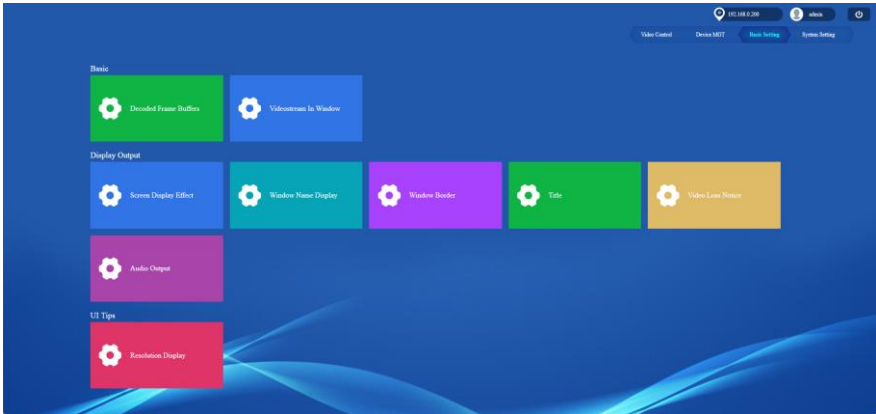 192.168.0.200 admin
Video Control Device MGT Basic Setting System Setting
Basic
Decoded Frame Buffers Videostream In Window
Display Output
Screen Display Effect Window Name Display Window Border Title Video Loss Notice
Audio Output
UI Tips
Resolution Display